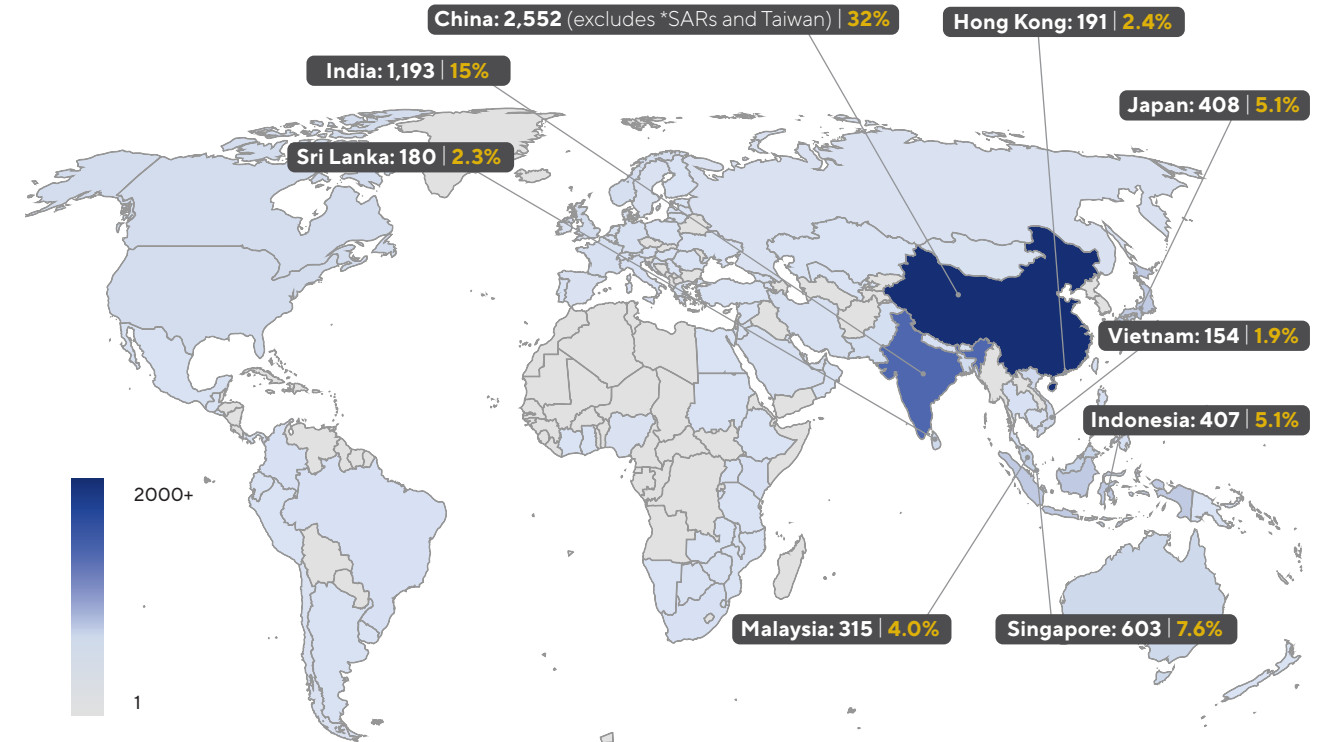 China: 2,552 (excludes *SARs and Taiwan) | 32%
Hong Kong: 191 | 2.4%
India: 1,193 | 15%
Japan: 408 | 5.1%
Sri Lanka: 180 | 2.3%
Vietnam: 154 | 1.9%
Indonesia: 407 | 5.1%
2000+
Malaysia: 315 | 4.0%
Singapore: 603 | 7.6%
1